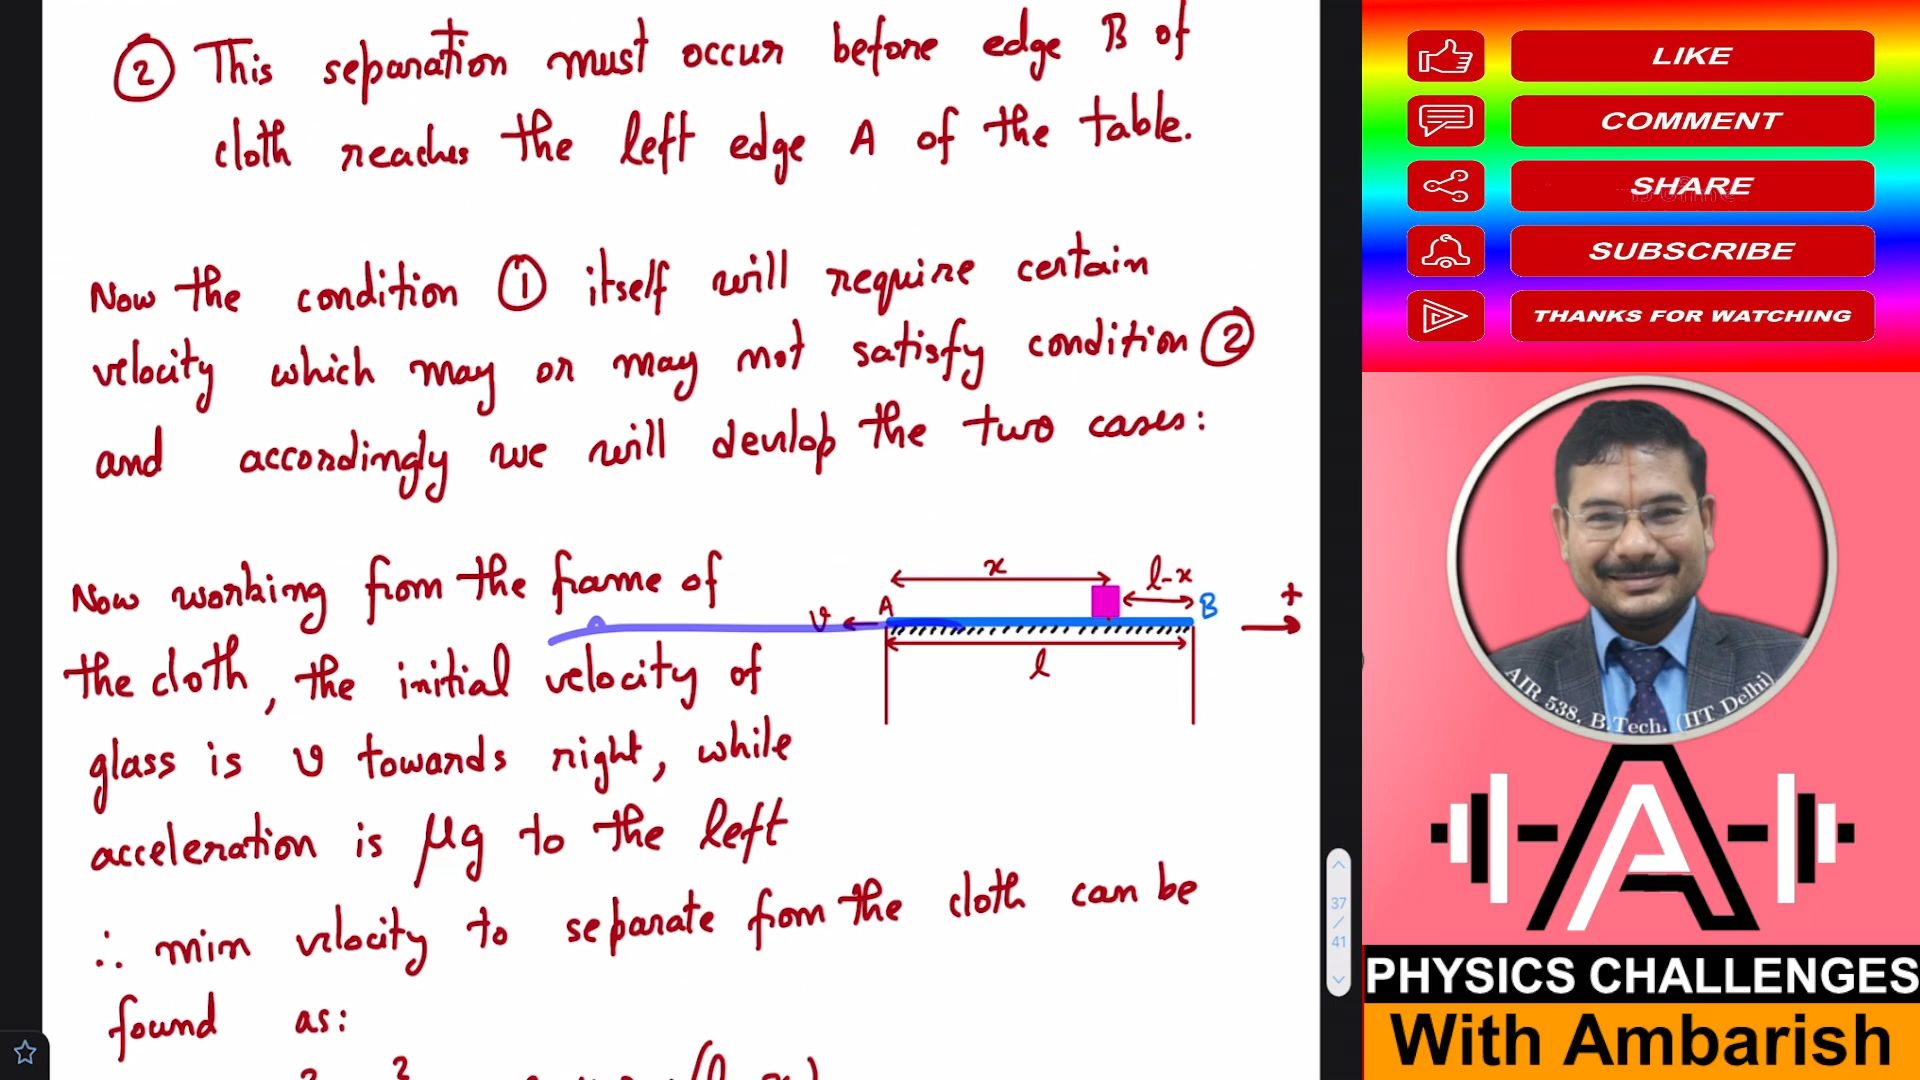 ② This separation must occur before edge B of
cloth reaches the left edge A of the table.
Now the condition ① itself will require certain
velocity which may or may not satisfy condition ②
and accordingly we will devlop the two cases:
Now working from the frame of
the cloth, the initial velocity of
glass is v towards right, while
acceleration is μg to the left
∴ min velocity to separate from the cloth can be
found as:
x
l-x
v
A
B
+
l
37
/
41
LIKE
COMMENT
SHARE
SUBSCRIBE
THANKS FOR WATCHING
AIR 538, B.Tech. (IIT Delhi)
A
PHYSICS CHALLENGES
With Ambarish